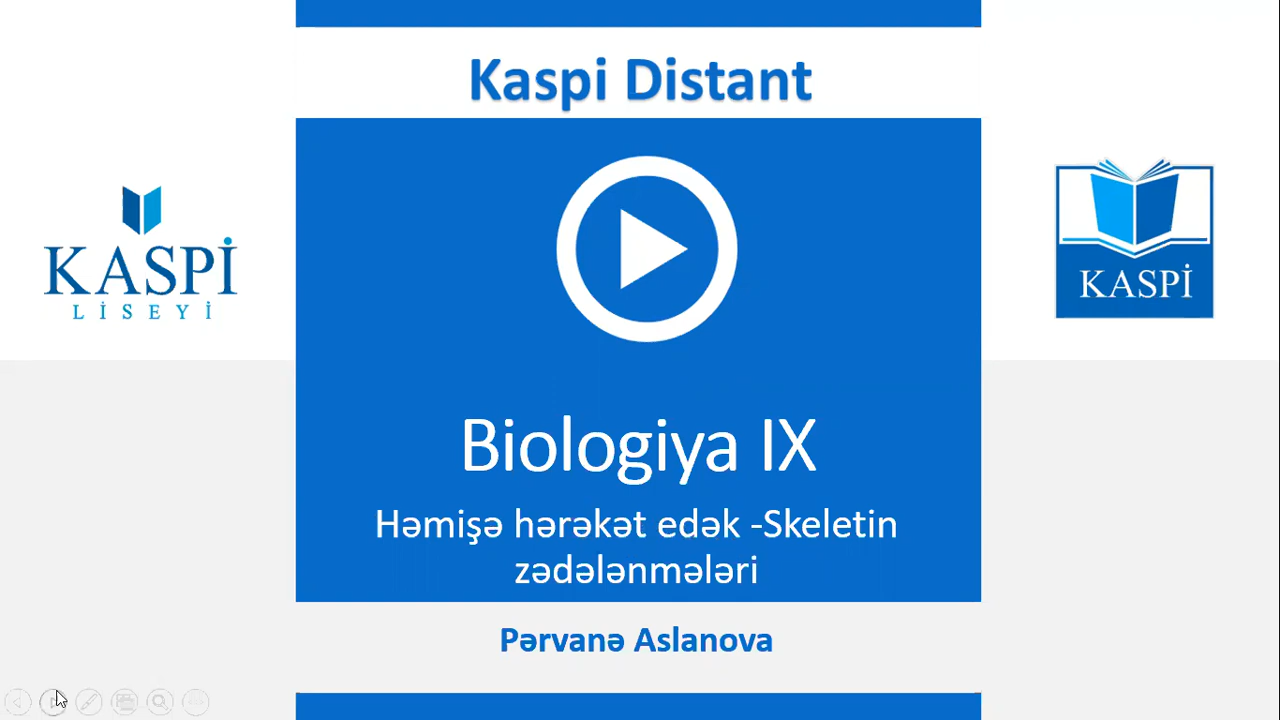 Kaspi Distant
KASPİ
LİSEYİ
KASPİ
Biologiya IX
Həmişə hərəkət edək -Skeletin
zədələnmələri
Pərvanə Aslanova